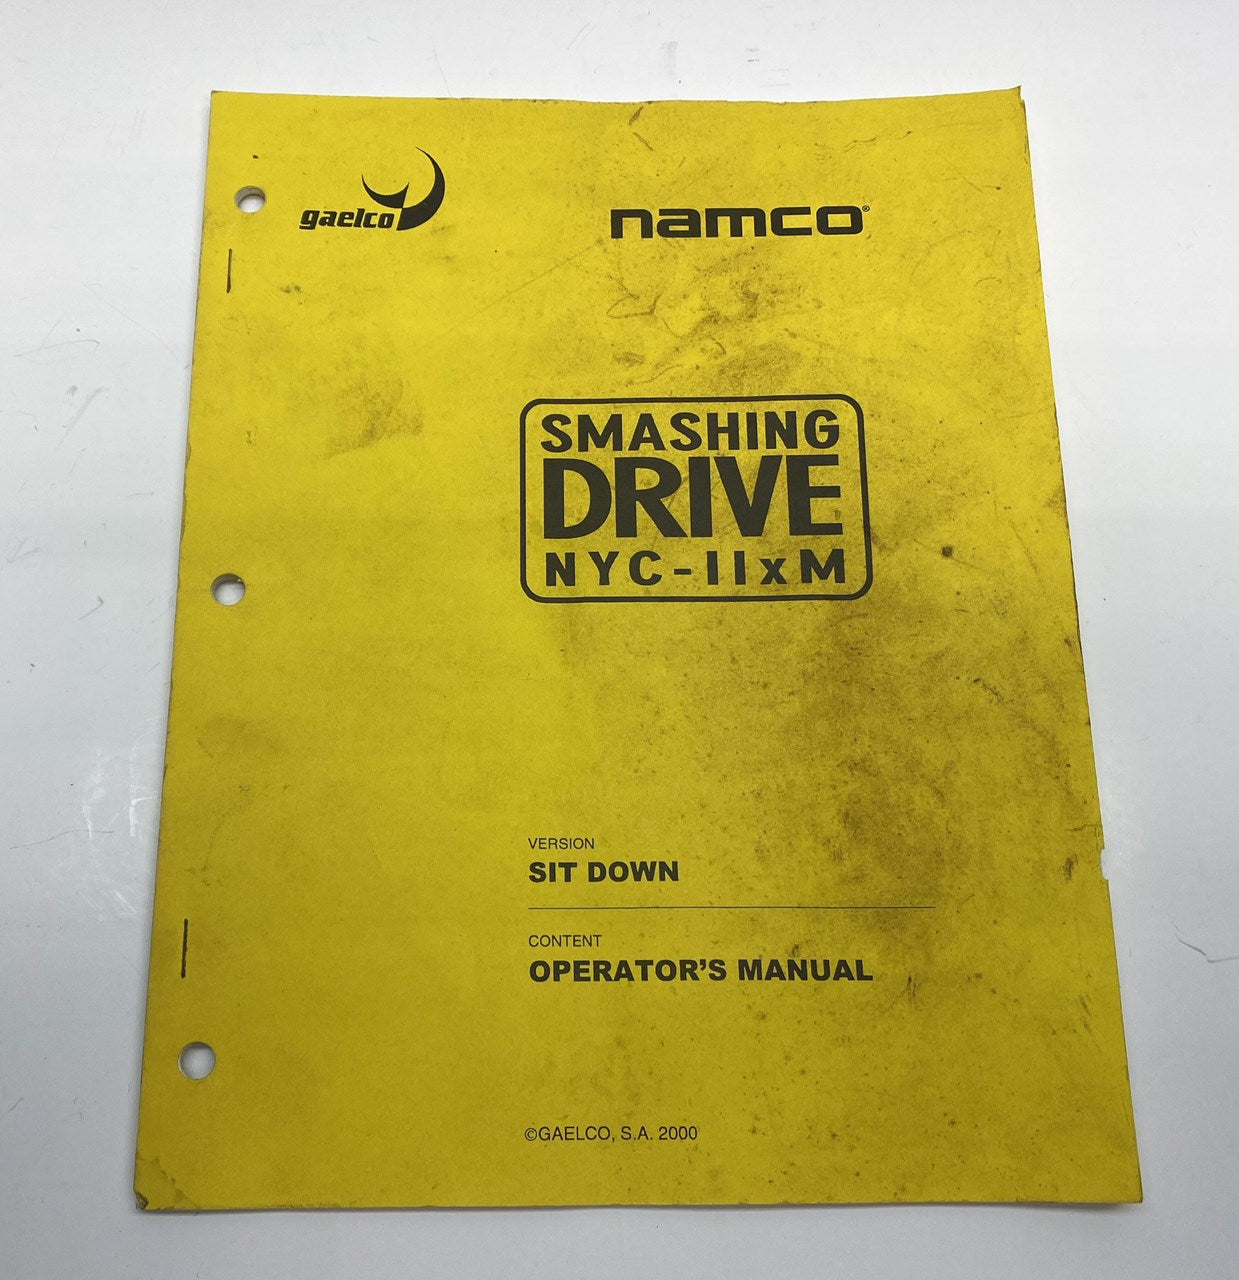 gaelco
namco®
SMASHING
DRIVE
NYC-IIxM
VERSION
SIT DOWN
CONTENT
OPERATOR'S MANUAL
©GAELCO, S.A. 2000